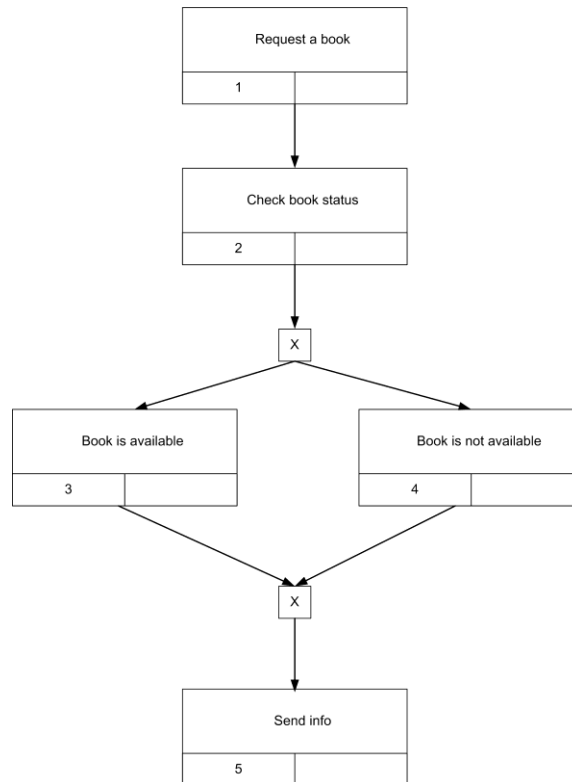 Request a book
1
Check book status
2
X
Book is available
Book is not available
3
4
X
Send info
5